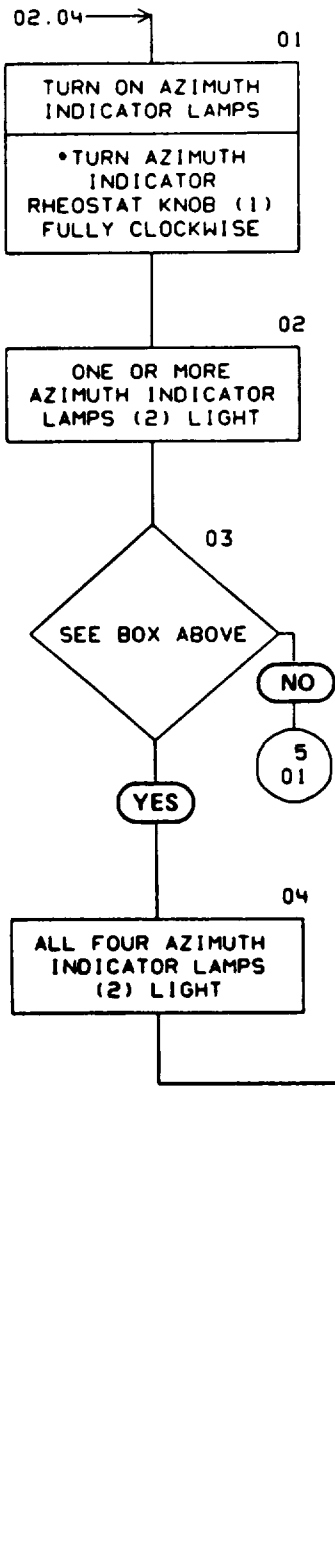 02.04
01
TURN ON AZIMUTH
INDICATOR LAMPS
•TURN AZIMUTH
INDICATOR
RHEOSTAT KNOB (1)
FULLY CLOCKWISE
02
ONE OR MORE
AZIMUTH INDICATOR
LAMPS (2) LIGHT
03
SEE BOX ABOVE
NO
5
01
YES
04
ALL FOUR AZIMUTH
INDICATOR LAMPS
(2) LIGHT